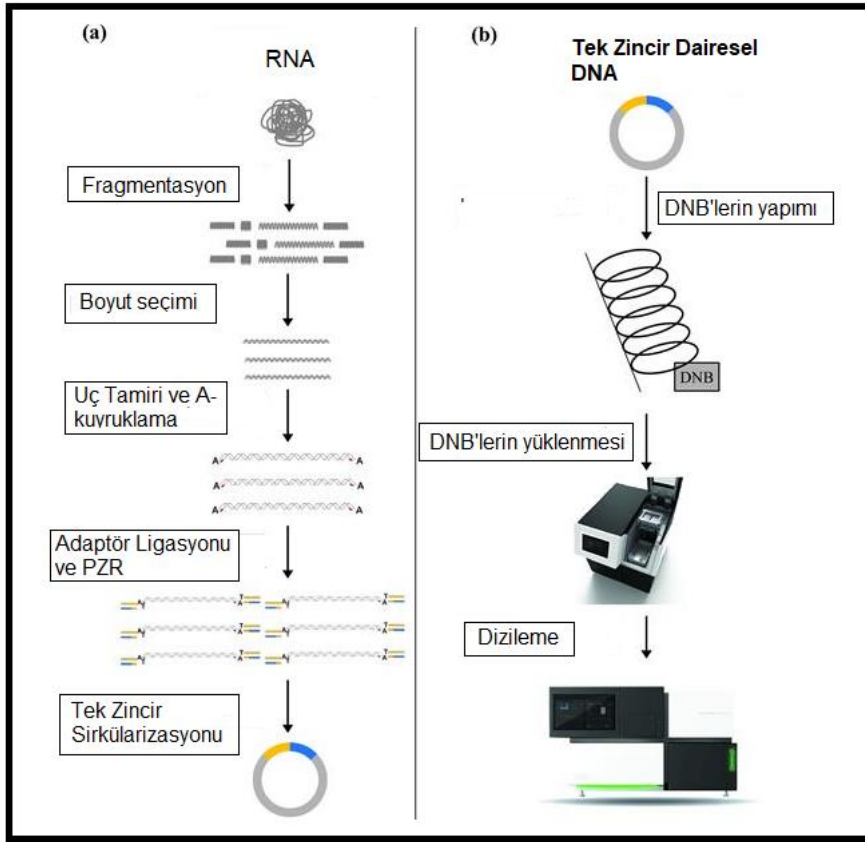 (a)
RNA
Fragmentasyon
Boyut seçimi
Uç Tamiri ve A-
kuyruklama
A A
A A
A A
Adaptör Ligasyonu
ve PZR
Tek Zincir
Sirkülarizasyonu
(b)
Tek Zincir Dairesel
DNA
DNB'lerin yapımı
DNB
DNB'lerin yüklenmesi
Dizileme